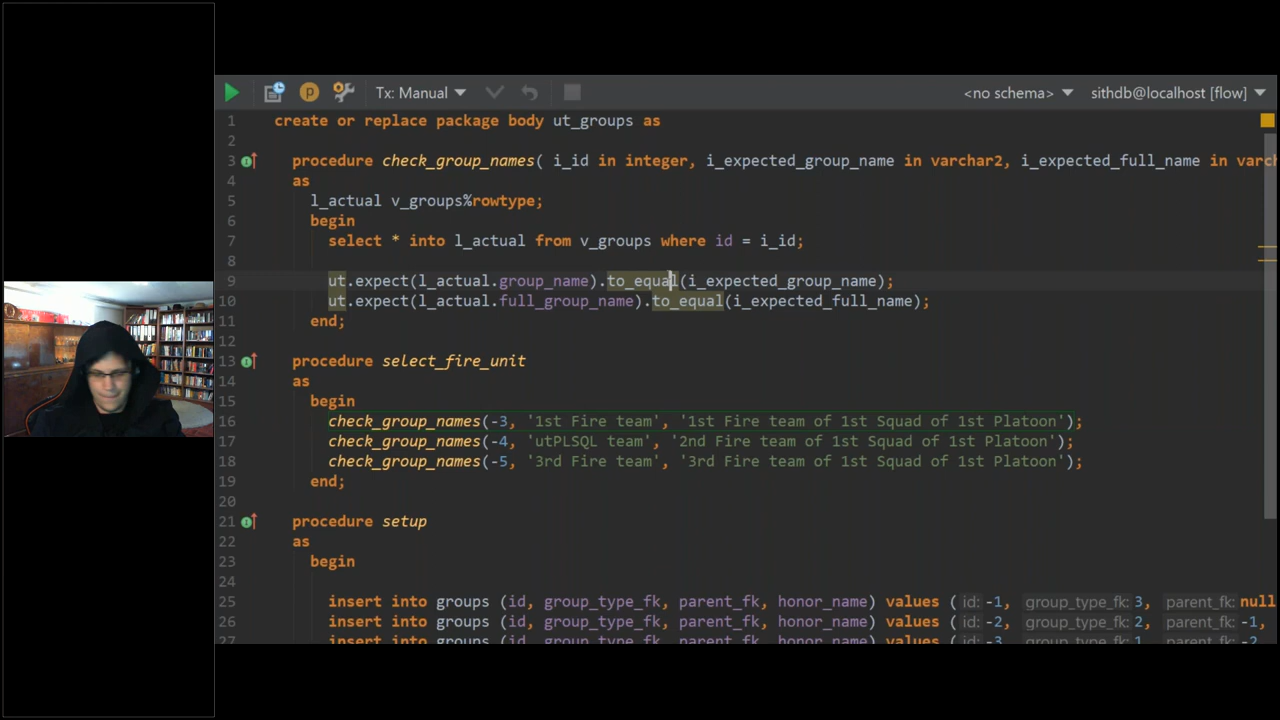 Tx: Manual <no schema> sithdb@localhost [flow]
1 create or replace package body ut_groups as
2
3 procedure check_group_names( i_id in integer, i_expected_group_name in varchar2, i_expected_full_name in varc
4 as
5 l_actual v_groups%rowtype;
6 begin
7 select * into l_actual from v_groups where id = i_id;
8
9 ut.expect(l_actual.group_name).to_equal(i_expected_group_name);
10 ut.expect(l_actual.full_group_name).to_equal(i_expected_full_name);
11 end;
12
13 procedure select_fire_unit
14 as
15 begin
16 check_group_names(-3, '1st Fire team', '1st Fire team of 1st Squad of 1st Platoon');
17 check_group_names(-4, 'utPLSQL team', '2nd Fire team of 1st Squad of 1st Platoon');
18 check_group_names(-5, '3rd Fire team', '3rd Fire team of 1st Squad of 1st Platoon');
19 end;
20
21 procedure setup
22 as
23 begin
24
25 insert into groups (id, group_type_fk, parent_fk, honor_name) values ( id: -1, group_type_fk: 3, parent_fk: null
26 insert into groups (id, group_type_fk, parent_fk, honor_name) values ( id: -2, group_type_fk: 2, parent_fk: -1,
27 insert into groups (id, group_type_fk, parent_fk, honor_name) values ( id: -3, group_type_fk: 1, parent_fk: -2